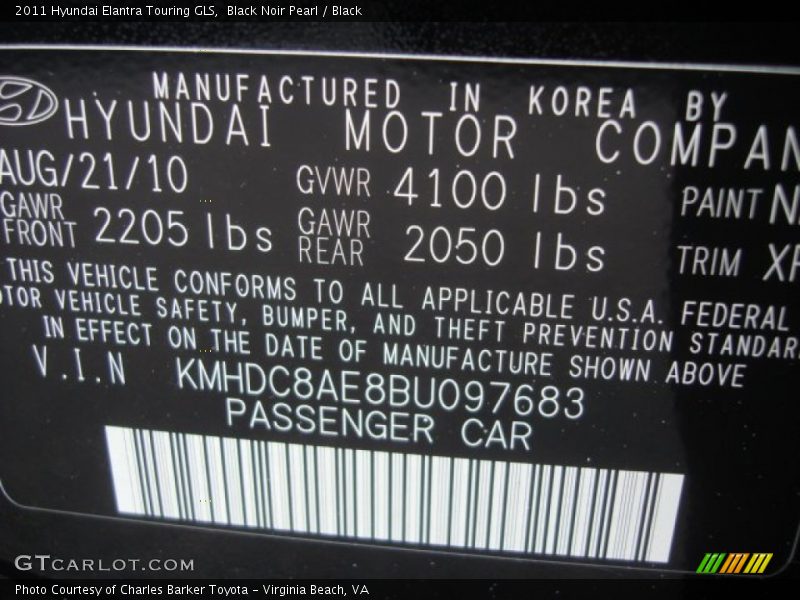 2011 Hyundai Elantra Touring GLS,  Black Noir Pearl / Black
MANUFACTURED IN KOREA BY
HYUNDAI MOTOR COMPAN
AUG/21/10 GVWR 4100 lbs PAINT N
GAWR FRONT 2205 lbs GAWR REAR 2050 lbs TRIM XF
THIS VEHICLE CONFORMS TO ALL APPLICABLE U.S.A. FEDERAL
OTOR VEHICLE SAFETY, BUMPER, AND THEFT PREVENTION STANDAR
IN EFFECT ON THE DATE OF MANUFACTURE SHOWN ABOVE
V.I.N KMHDC8AE8BU097683
PASSENGER CAR
GTCARLOT.COM
Photo Courtesy of Charles Barker Toyota - Virginia Beach, VA